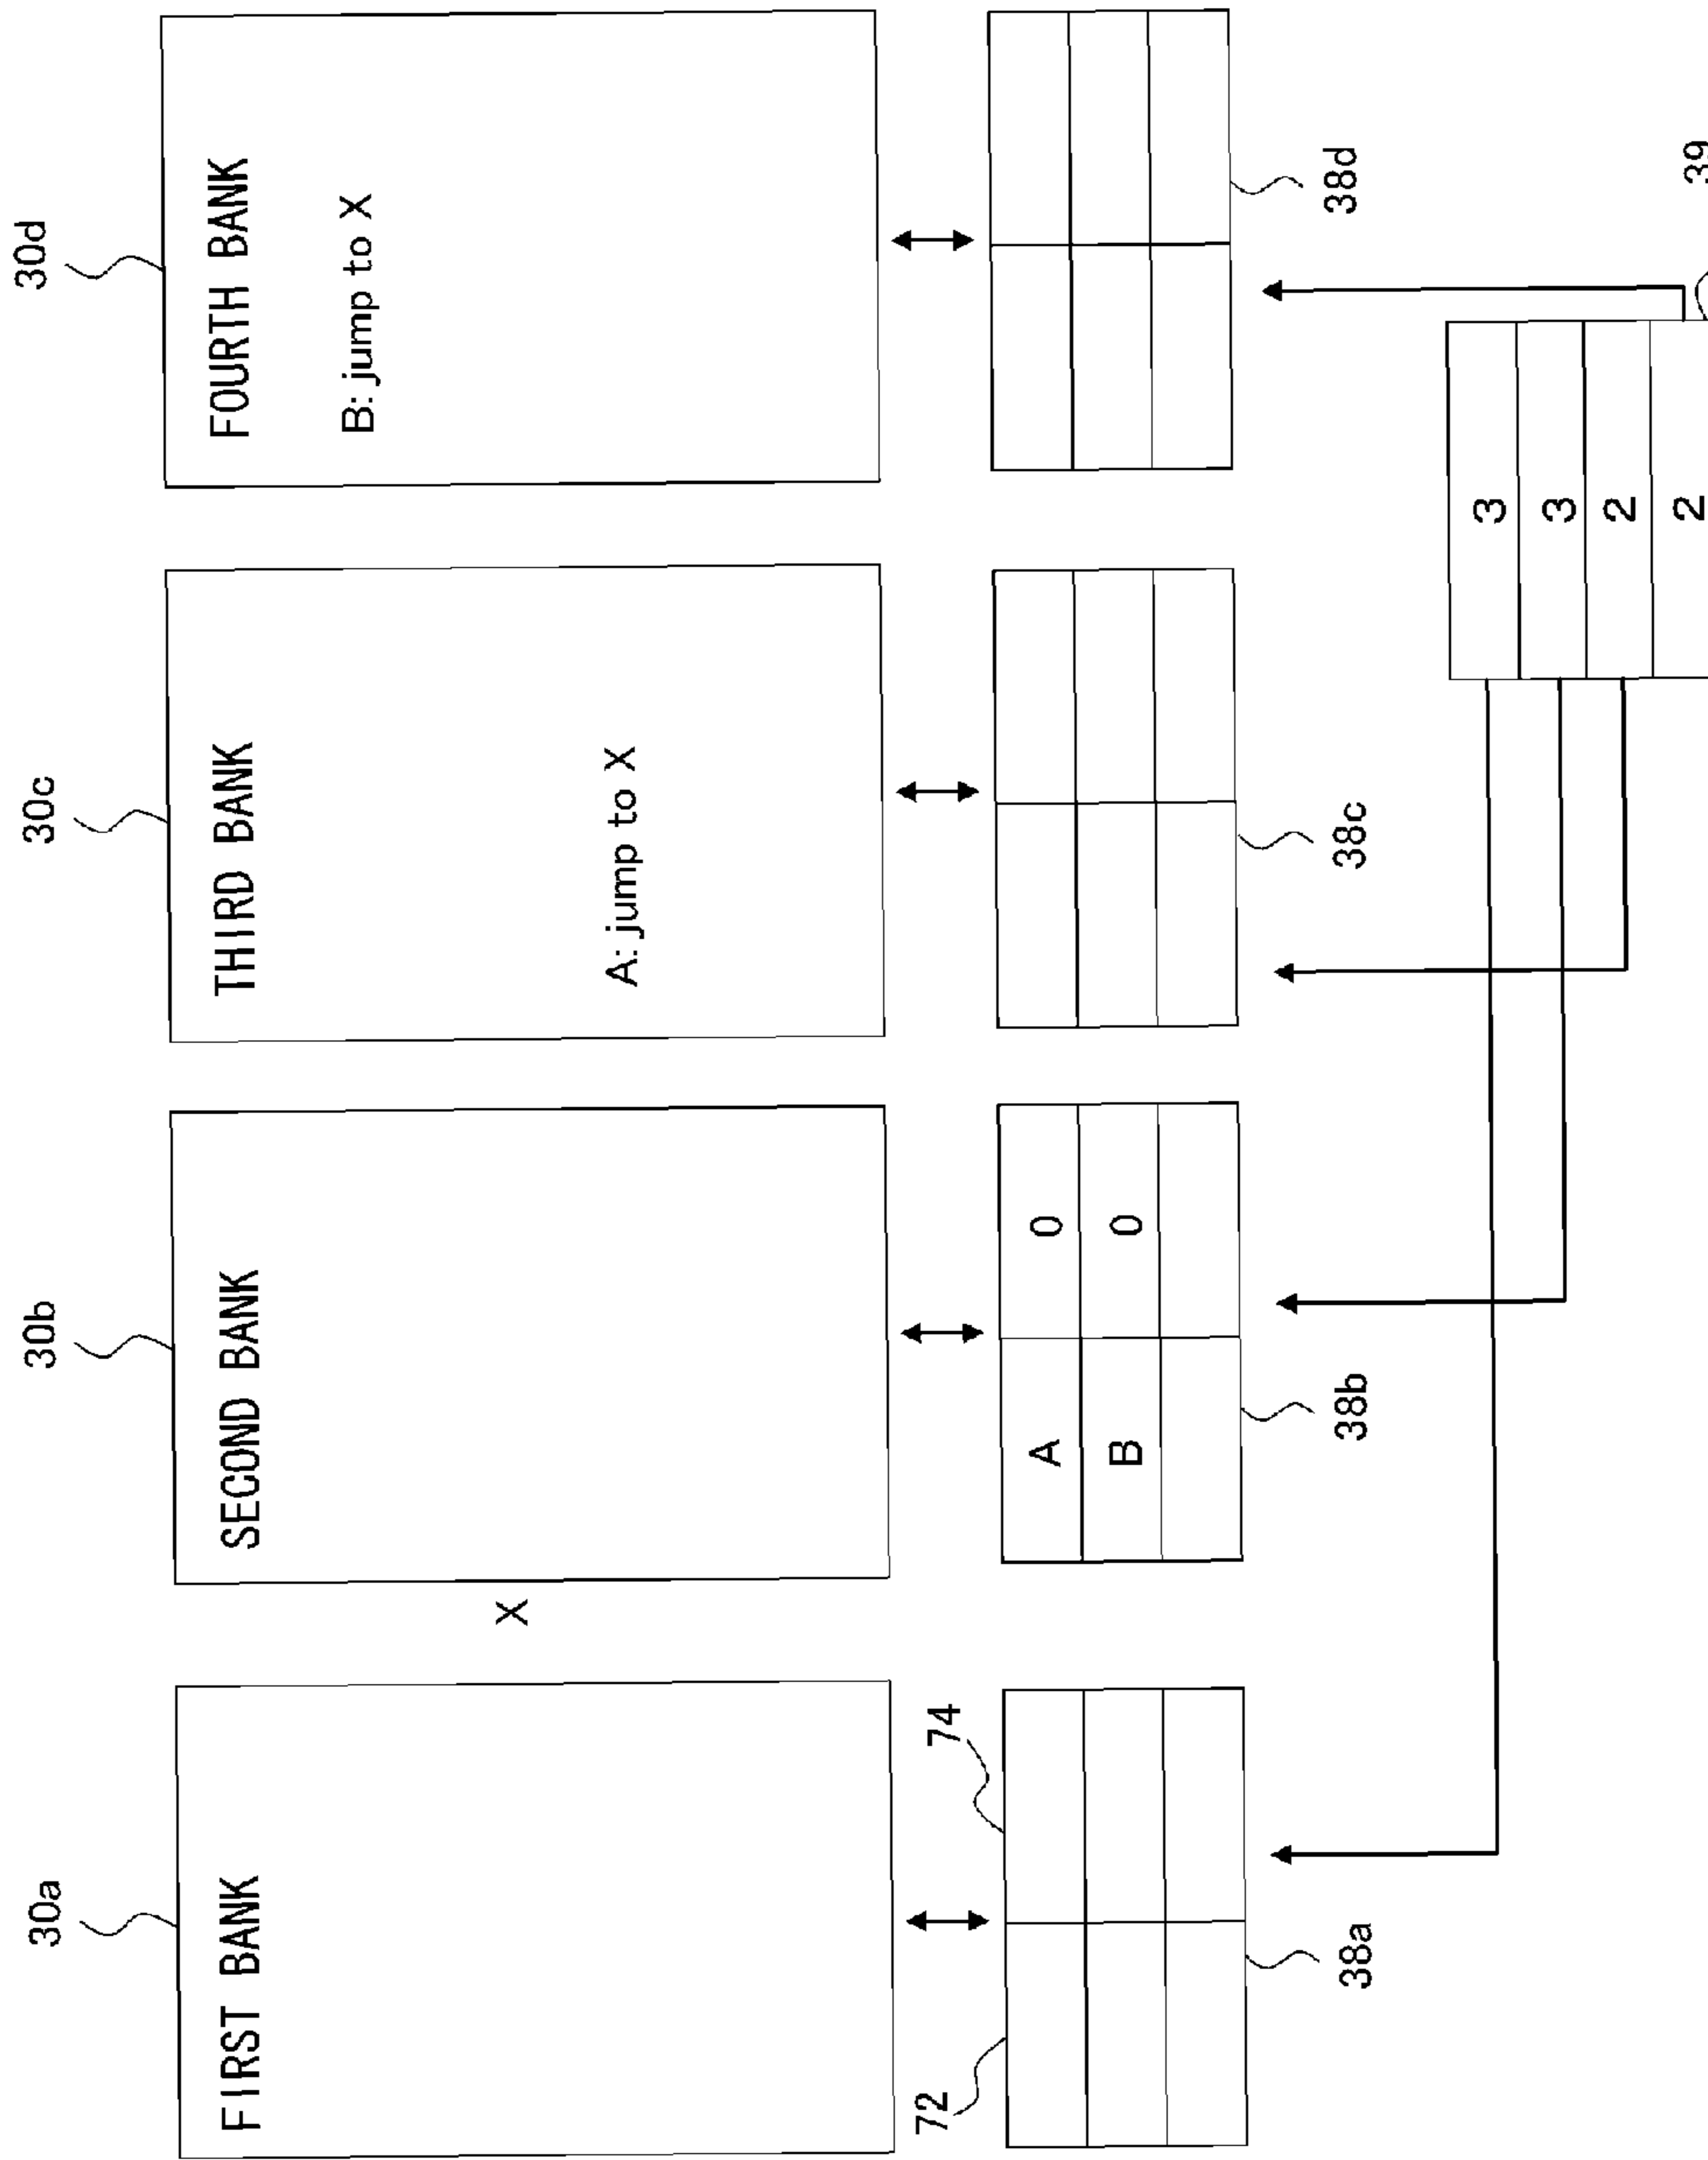 30a
30b
30c
30d
FIRST BANK
SECOND BANK
THIRD BANK
FOURTH BANK
B: jump to X
X
A: jump to X
72
74
A 0
B 0
38a
38b
38c
38d
3
3
2
2
39